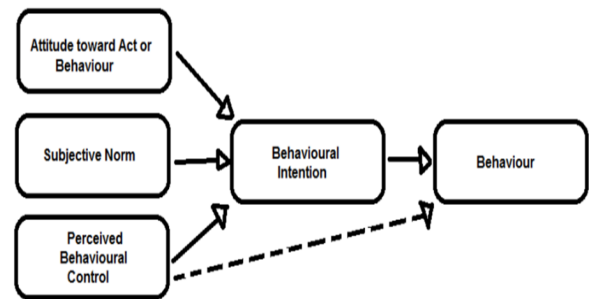 Attitude toward Act or
Behaviour
Subjective Norm
Perceived
Behavioural
Control
Behavioural
Intention
Behaviour